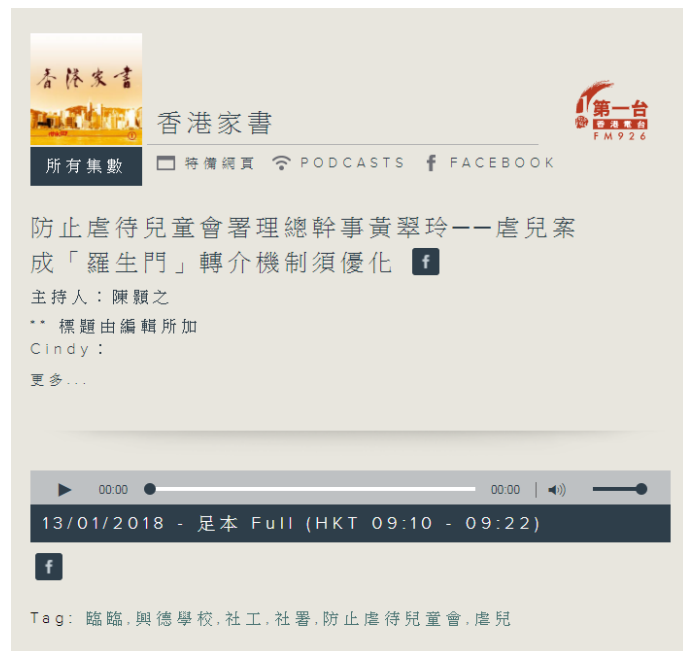 香港家書
香港家書
第一台
香港電台
FM926
所有集數
特備網頁 PODCASTS FACEBOOK
防止虐待兒童會署理總幹事黃翠玲——虐兒案
成「羅生門」轉介機制須優化
主持人：陳顥之
** 標題由編輯所加
Cindy：
更多...
00:00 00:00
13/01/2018 - 足本 Full (HKT 09:10 - 09:22)
Tag: 臨臨,興德學校,社工,社署,防止虐待兒童會,虐兒